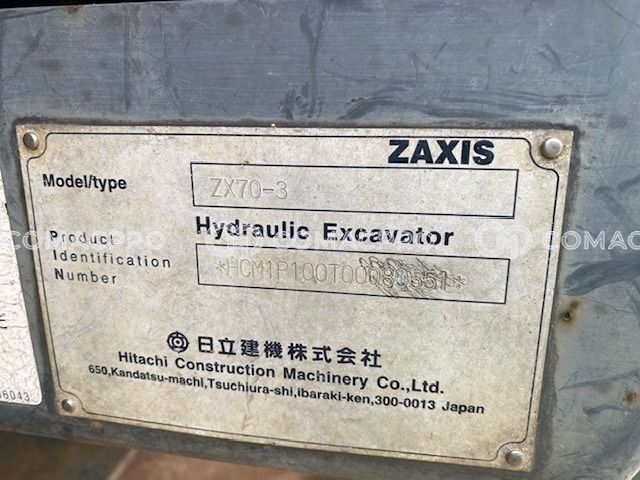 ZAXIS
Model/type ZX70-3
Hydraulic Excavator
Product
Identification
Number
日立建機株式会社
Hitachi Construction Machinery Co.,Ltd.
650,Kandatsu-machi,Tsuchiura-shi,ibaraki-ken,300-0013 Japan
6043